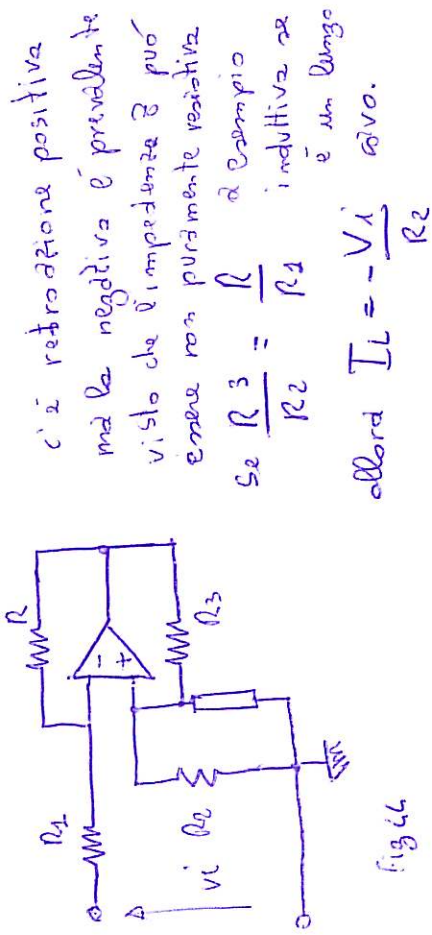 c'è retroazione positiva
ma la negativa è prevalente
visto che l'impedenza Z può
essere non puramente resistiva
Se R3/R2 = R/R1 a esempio
induttiva se
è un lungo
cavo.
allora IL = -Vi/R2
R1
R
-
+
R3
vi
R2
Fig 44